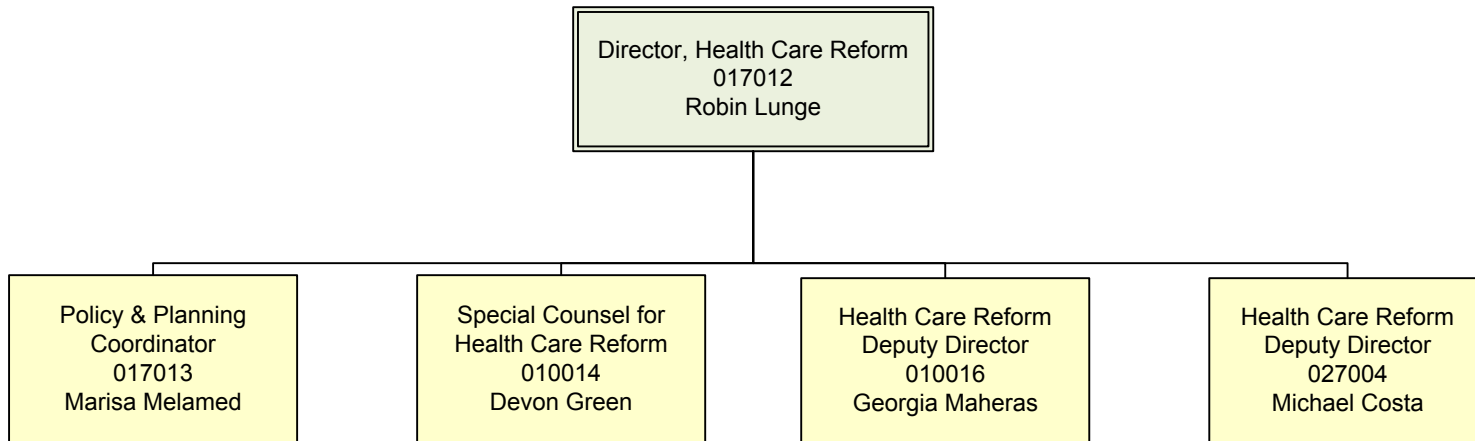 Director, Health Care Reform
017012
Robin Lunge
Policy & Planning
Coordinator
017013
Marisa Melamed
Special Counsel for
Health Care Reform
010014
Devon Green
Health Care Reform
Deputy Director
010016
Georgia Maheras
Health Care Reform
Deputy Director
027004
Michael Costa